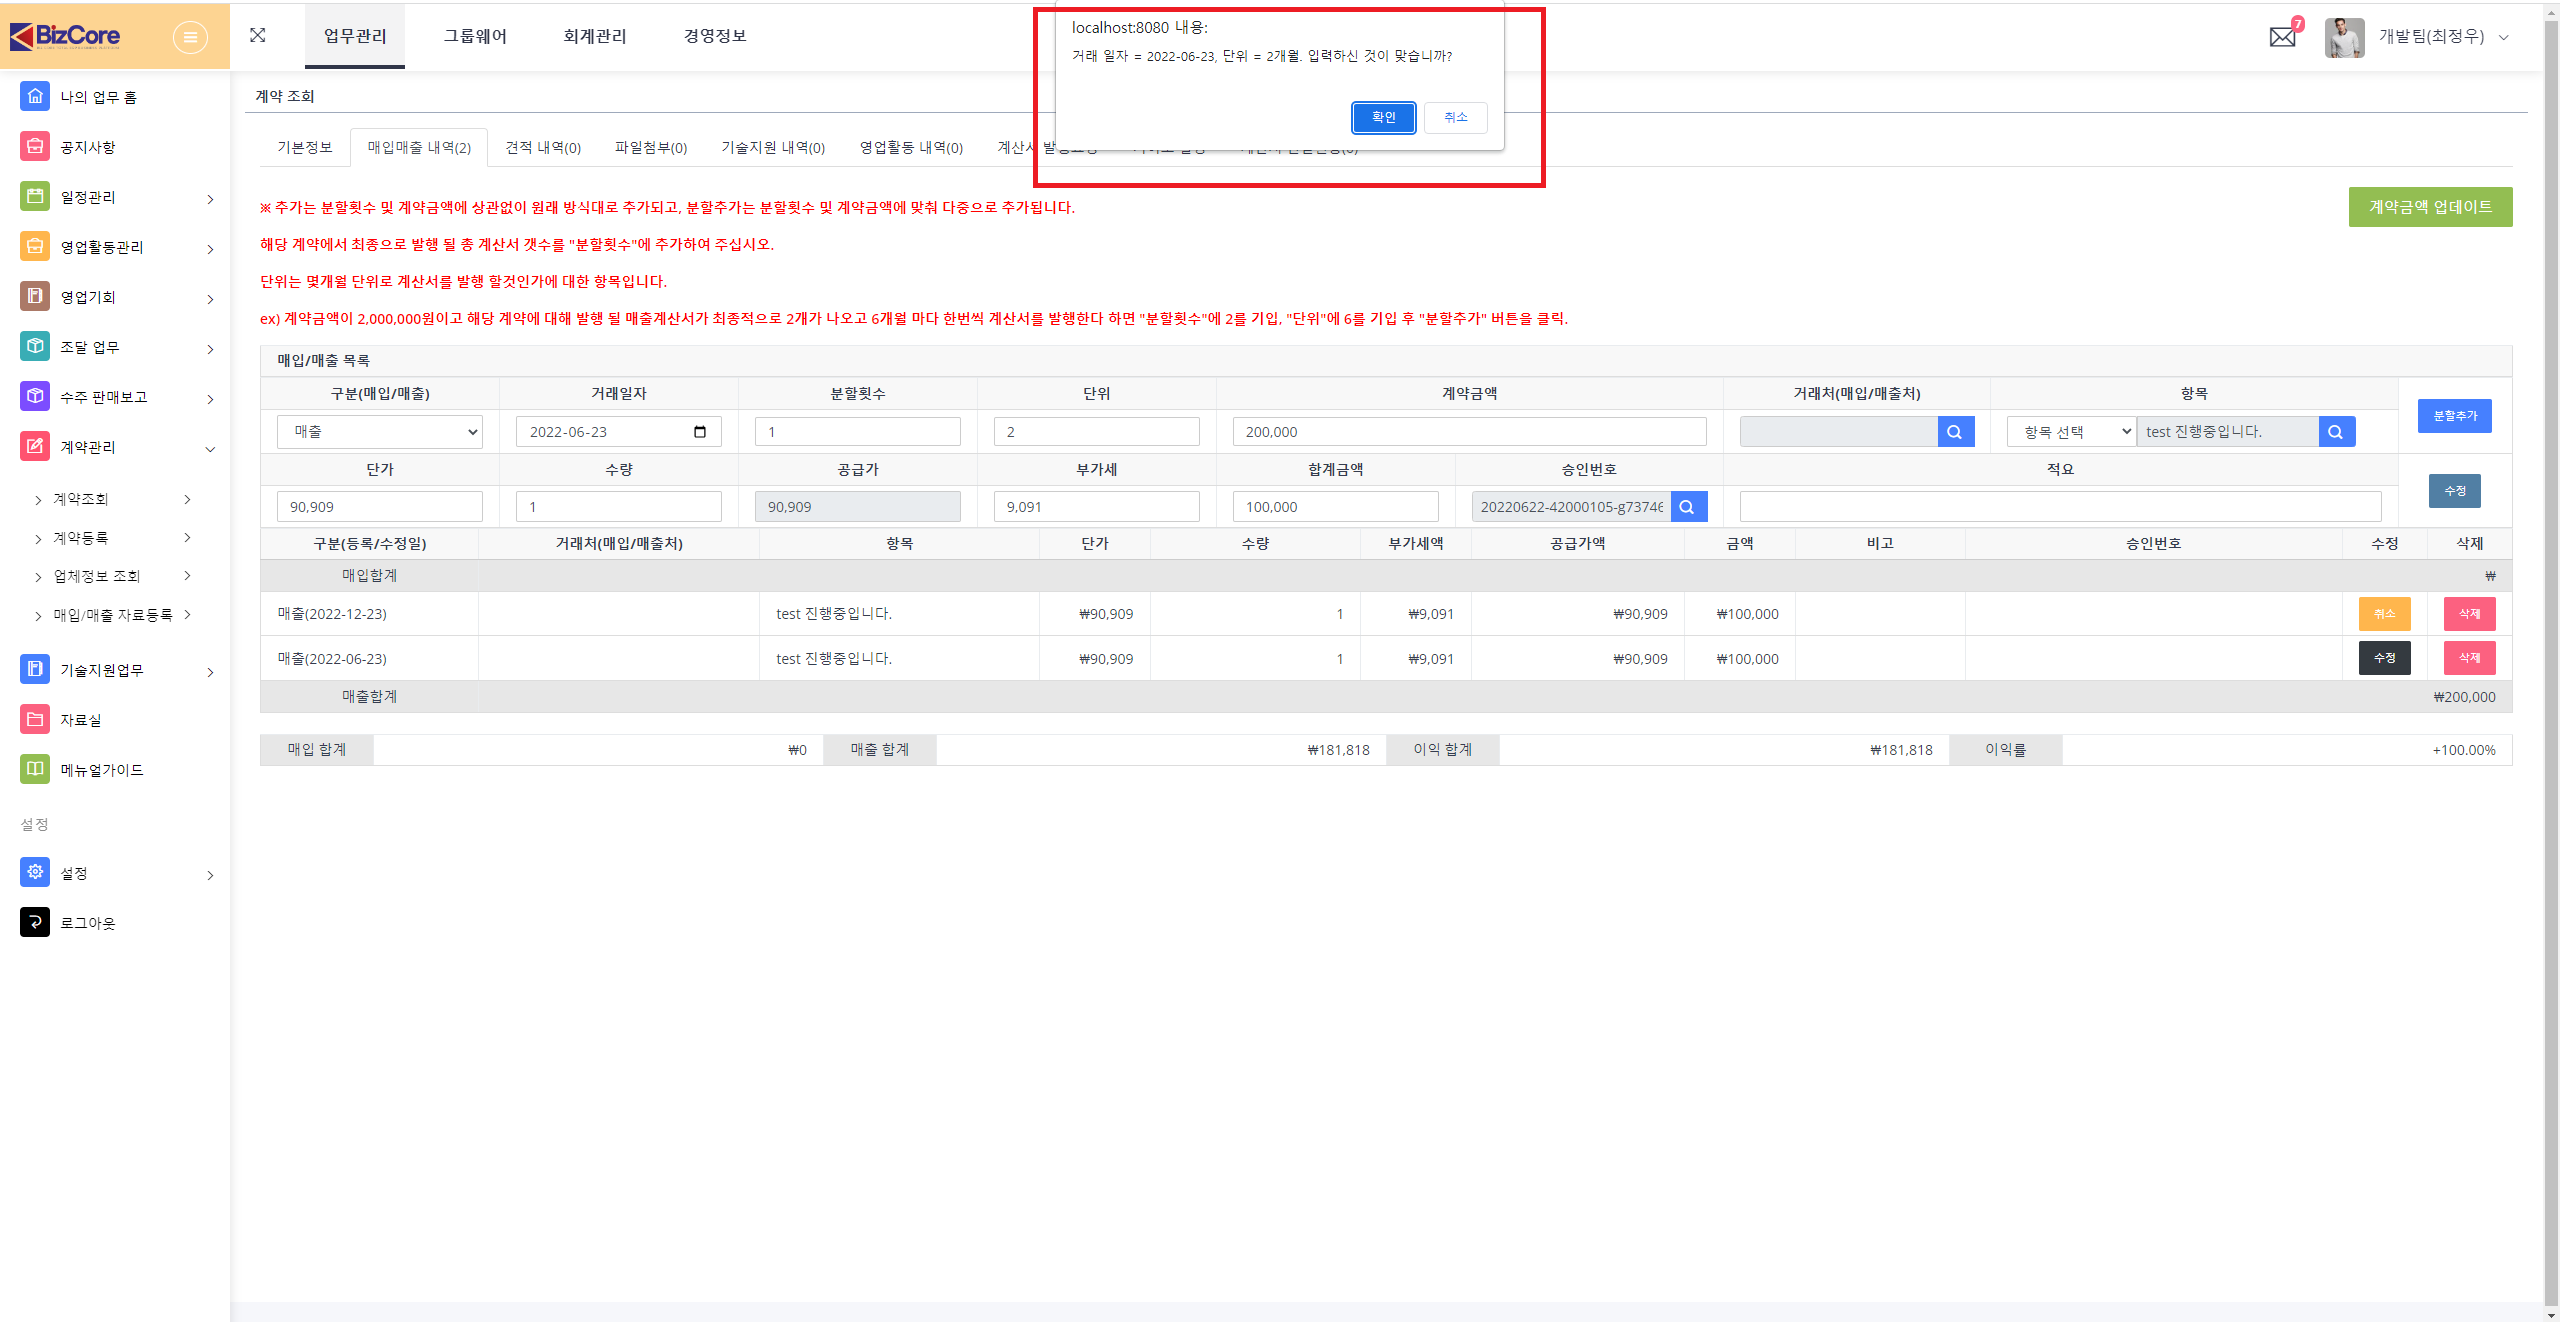 BizCore
업무관리
그룹웨어
회계관리
경영정보
localhost:8080 내용:
거래 일자 = 2022-06-23, 단위 = 2개월. 입력하신 것이 맞습니까?
확인
취소
7
개발팀(최정우)
나의 업무 홈
공지사항
일정관리
영업활동관리
영업기회
조달 업무
수주 판매보고
계약관리
계약조회
계약등록
업체정보 조회
매입/매출 자료등록
기술지원업무
자료실
메뉴얼가이드
설정
설정
로그아웃
계약 조회
기본정보
매입매출 내역(2)
견적 내역(0)
파일첨부(0)
기술지원 내역(0)
영업활동 내역(0)
※ 추가는 분할횟수 및 계약금액에 상관없이 원래 방식대로 추가되고, 분할추가는 분할횟수 및 계약금액에 맞춰 다중으로 추가됩니다.
계약금액 업데이트
해당 계약에서 최종으로 발행 될 총 계산서 갯수를 "분할횟수"에 추가하여 주십시오.
단위는 몇개월 단위로 계산서를 발행 할것인가에 대한 항목입니다.
ex) 계약금액이 2,000,000원이고 해당 계약에 대해 발행 될 매출계산서가 최종적으로 2개가 나오고 6개월 마다 한번씩 계산서를 발행한다 하면 "분할횟수"에 2를 기입, "단위"에 6를 기입 후 "분할추가" 버튼을 클릭.
매입/매출 목록
구분(매입/매출) 거래일자 분할횟수 단위 계약금액 거래처(매입/매출처) 항목
매출 2022-06-23 1 2 200,000 항목 선택 test 진행중입니다. 분할추가
단가 수량 공급가 부가세 합계금액 승인번호 적요
90,909 1 90,909 9,091 100,000 20220622-42000105-g73746 수정
구분(등록/수정일) 거래처(매입/매출처) 항목 단가 수량 부가세액 공급가액 금액 비고 승인번호 수정 삭제
매입합계 ₩
매출(2022-12-23) test 진행중입니다. ₩90,909 1 ₩9,091 ₩90,909 ₩100,000 취소 삭제
매출(2022-06-23) test 진행중입니다. ₩90,909 1 ₩9,091 ₩90,909 ₩100,000 수정 삭제
매출합계 ₩200,000
매입 합계 ₩0 매출 합계 ₩181,818 이익 합계 ₩181,818 이익률 +100.00%